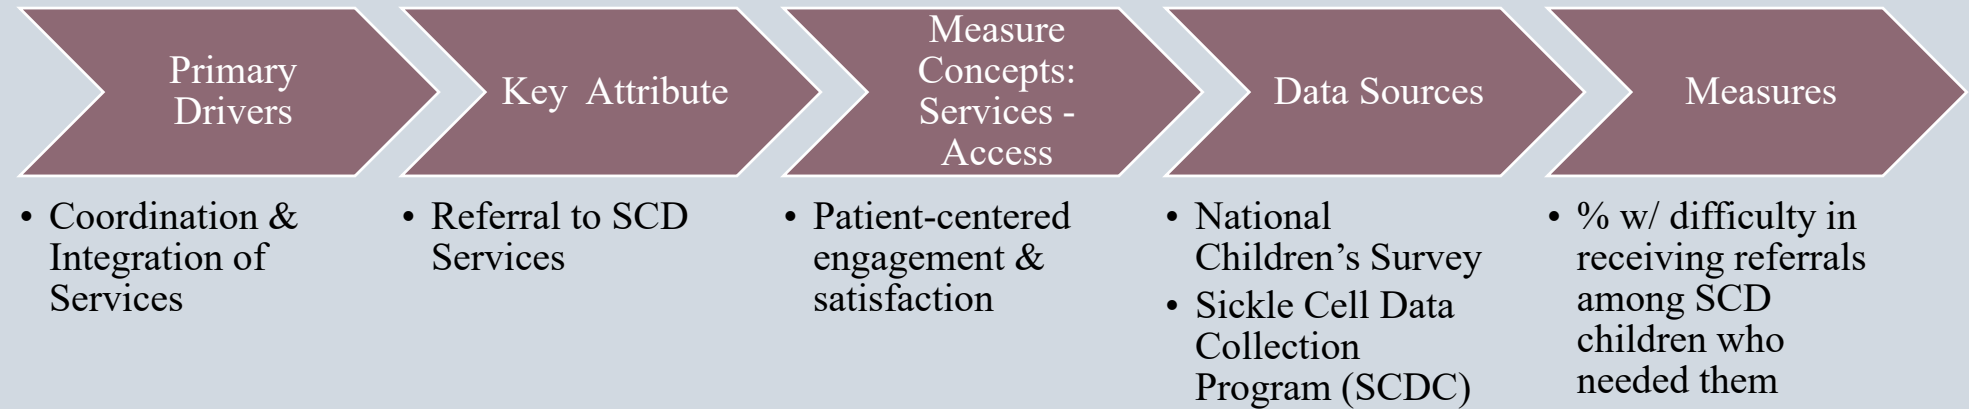 Primary
Drivers
Key  Attribute
Measure
Concepts:
Services -
Access
Data Sources
Measures
• Coordination &
Integration of
Services
• Referral to SCD
Services
• Patient-centered
engagement &
satisfaction
• National
Children’s Survey
• Sickle Cell Data
Collection
Program (SCDC)
• % w/ difficulty in
receiving referrals
among SCD
children who
needed them